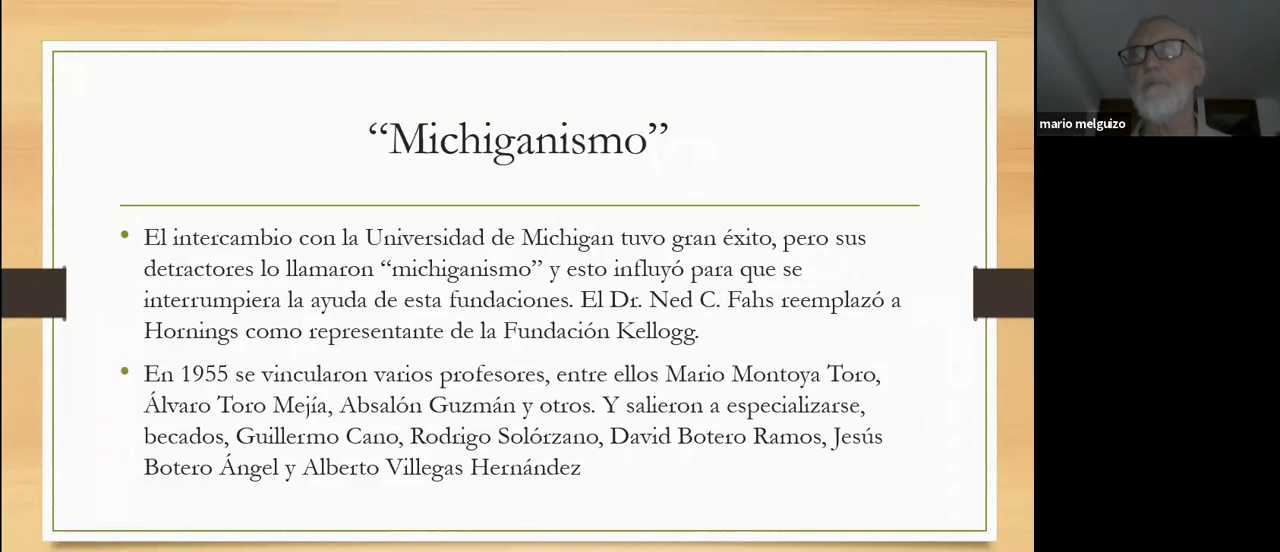 “Michiganismo”
• El intercambio con la Universidad de Michigan tuvo gran éxito, pero sus
detractores lo llamaron “michiganismo” y esto influyó para que se
interrumpiera la ayuda de esta fundaciones. El Dr. Ned C. Fahs reemplazó a
Hornings como representante de la Fundación Kellogg.
• En 1955 se vincularon varios profesores, entre ellos Mario Montoya Toro,
Álvaro Toro Mejía, Absalón Guzmán y otros. Y salieron a especializarse,
becados, Guillermo Cano, Rodrigo Solórzano, David Botero Ramos, Jesús
Botero Ángel y Alberto Villegas Hernández
mario melguizo